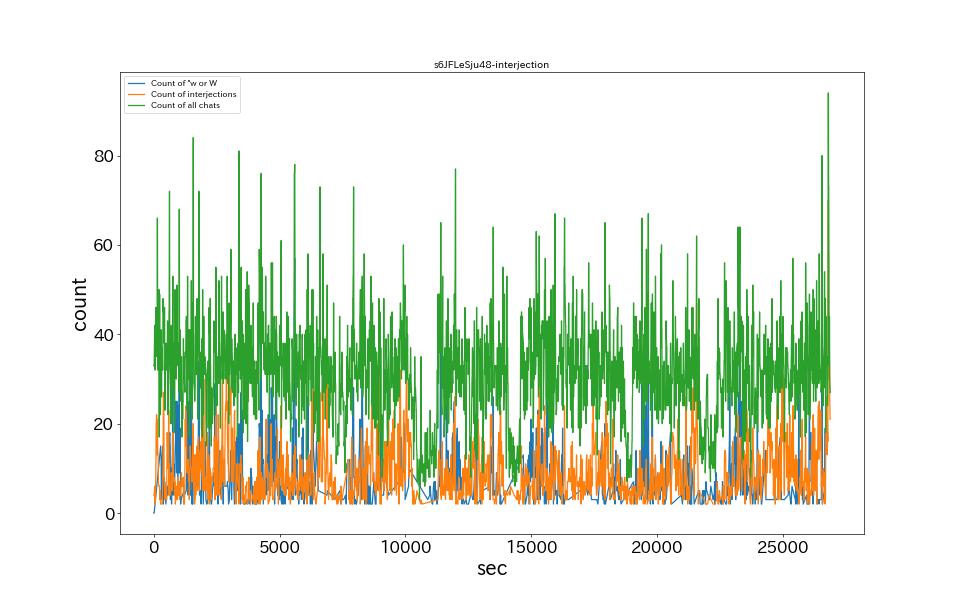 s6JFLeSju48-interjection
Count of "w or W
Count of interjections
Count of all chats
80
60
40
20
0
count
0 5000 10000 15000 20000 25000
sec